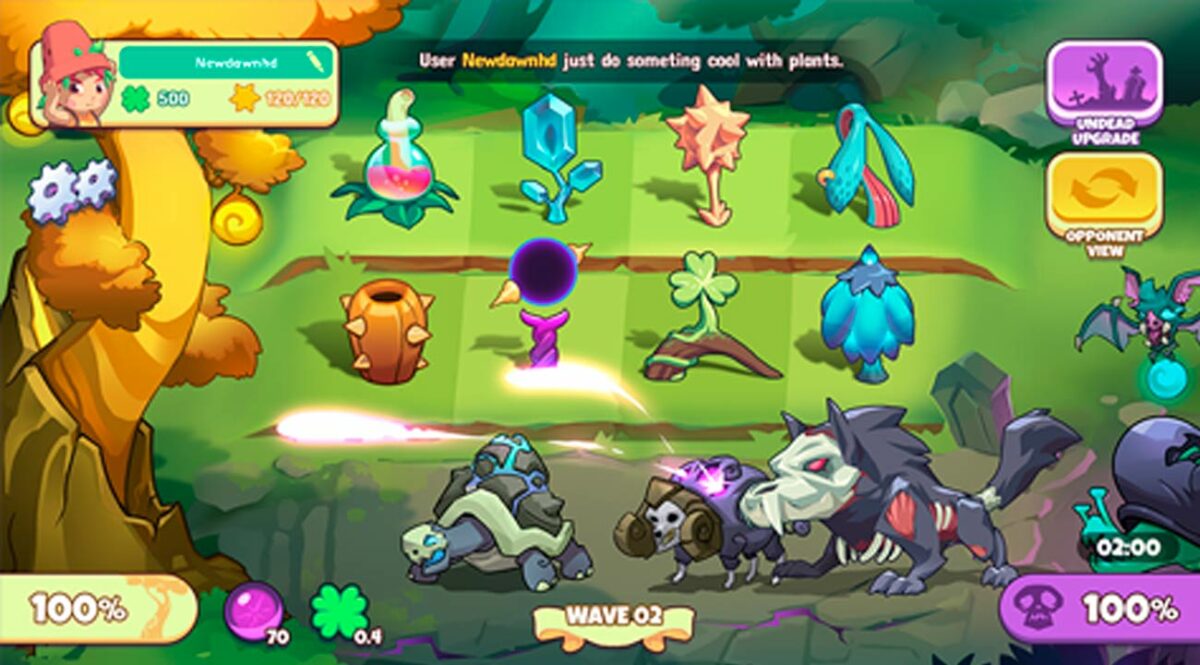 Newdawnhd
500
120/120
User Newdawnhd just do someting cool with plants.
UNDEAD
UPGRADE
OPPONENT
VIEW
02:00
100%
70
0.4
WAVE 02
100%